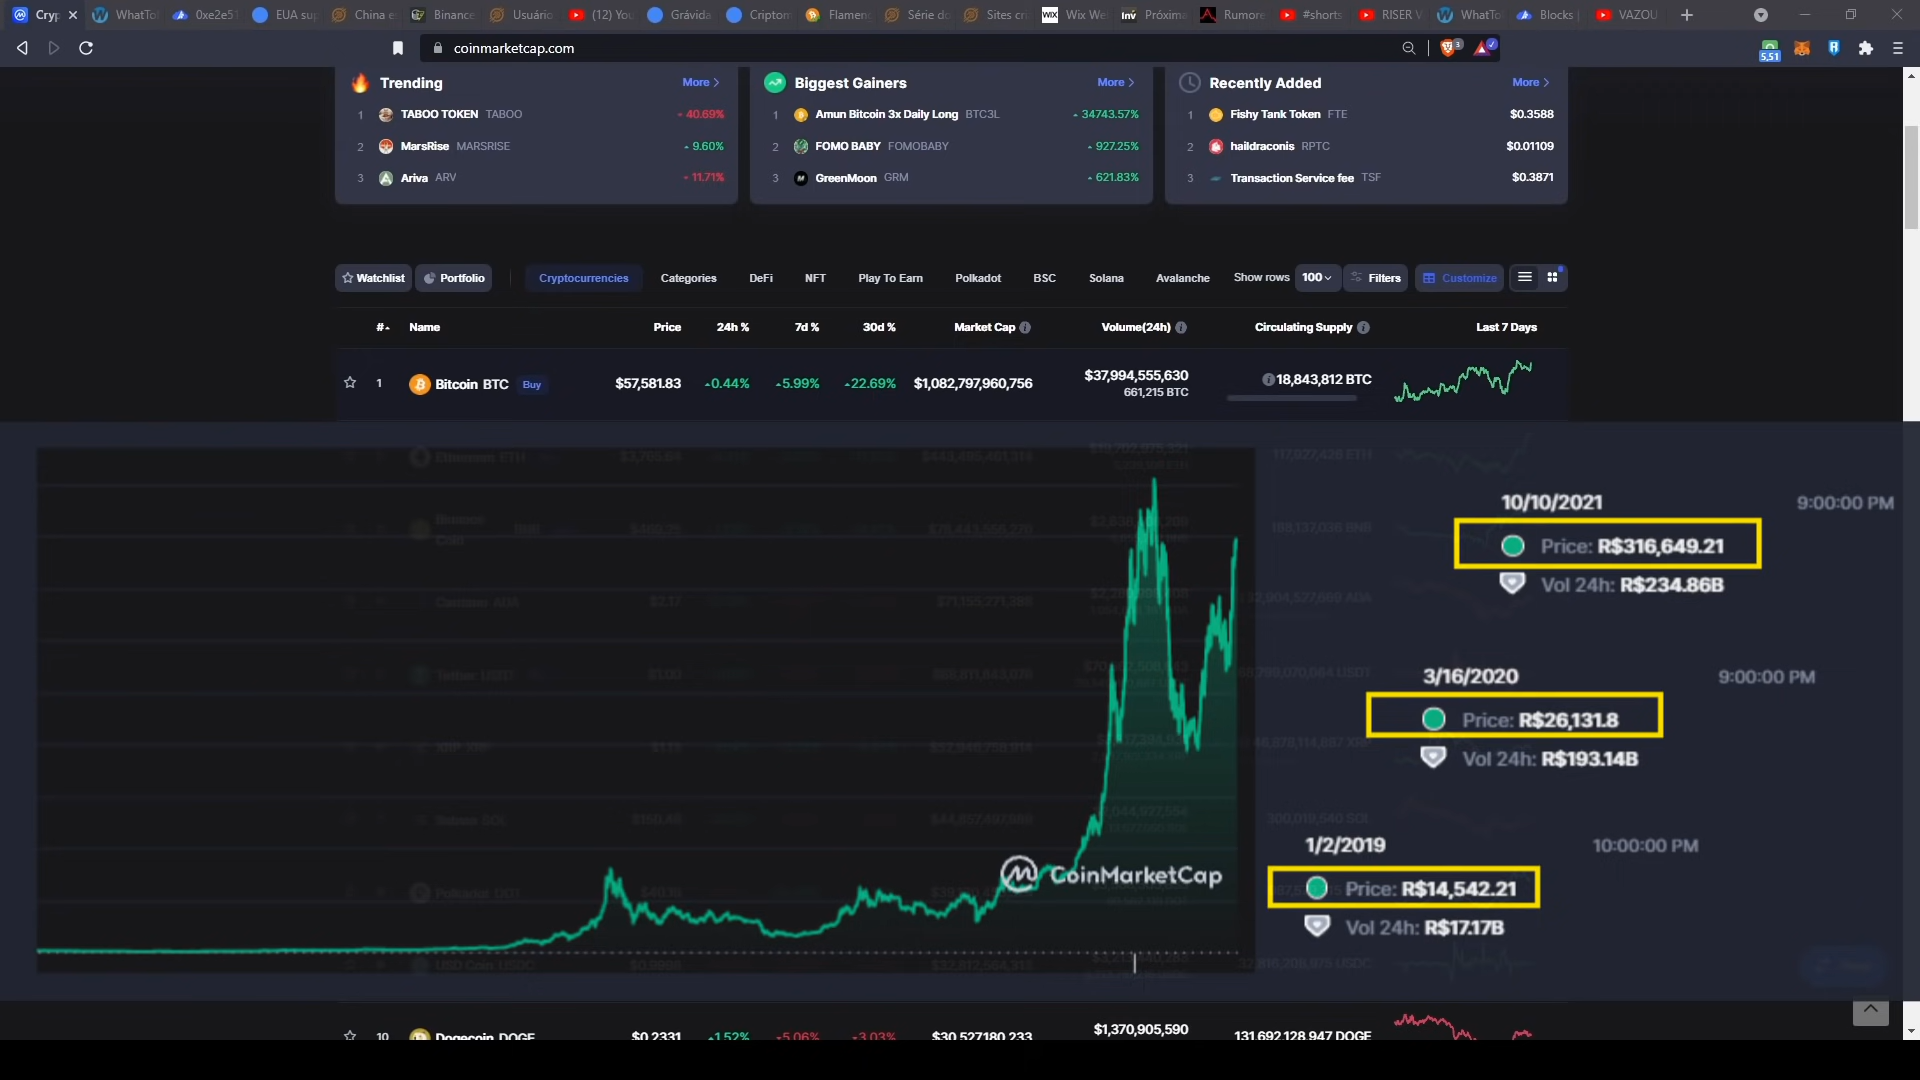 Cryp
WhatTo
0xe2e51
EUA su
China e
Binance
Usuário
(12) You
Grávida
Criptom
Flameng
Série do
Sites cri
WIX Wix We
Inv Próxima
Rumore
#shorts
RISER V
WhatTo
Blocks
VAZOU
coinmarketcap.com
3
5,51
Trending More >
1 TABOO TOKEN TABOO 40.69%
2 MarsRise MARSRISE 9.60%
3 Ariva ARV 11.71%
Biggest Gainers More >
1 Amun Bitcoin 3x Daily Long BTC3L 34743.57%
2 FOMO BABY FOMOBABY 927.25%
3 GreenMoon GRM 621.83%
Recently Added More >
1 Fishy Tank Token FTE $0.3588
2 haildraconis RPTC $0.01109
3 Transaction Service fee TSF $0.3871
Watchlist Portfolio Cryptocurrencies Categories DeFi NFT Play To Earn Polkadot BSC Solana Avalanche Show rows 100 Filters Customize
# Name Price 24h % 7d % 30d % Market Cap Volume(24h) Circulating Supply Last 7 Days
1 Bitcoin BTC Buy $57,581.83 0.44% 5.99% 22.69% $1,082,797,960,756 $37,994,555,630 18,843,812 BTC
661,215 BTC
10/10/2021 9:00:00 PM
Price: R$316,649.21
Vol 24h: R$234.86B
3/16/2020 9:00:00 PM
Price: R$26,131.8
Vol 24h: R$193.14B
1/2/2019 10:00:00 PM
Price: R$14,542.21
Vol 24h: R$17.17B
CoinMarketCap
10 Dogecoin DOGE $0.2331 1.52% 5.06% 3.03% $30,527,180,233 $1,370,905,590 131,692,128,947 DOGE